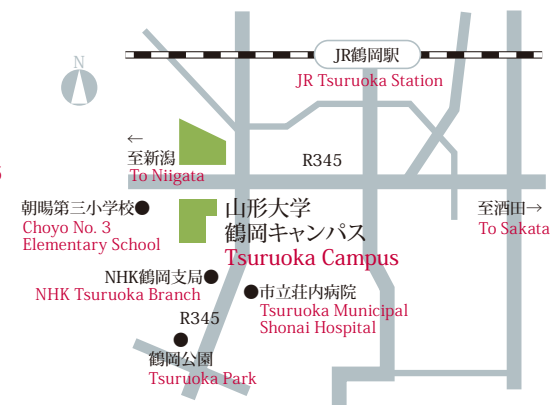 JR鶴岡駅
JR Tsuruoka Station
N
←
至新潟
To Niigata
R345
朝暘第三小学校
Choyo No. 3
Elementary School
山形大学
鶴岡キャンパス
Tsuruoka Campus
至酒田→
To Sakata
NHK鶴岡支局
NHK Tsuruoka Branch
市立荘内病院
Tsuruoka Municipal
Shonai Hospital
R345
鶴岡公園
Tsuruoka Park